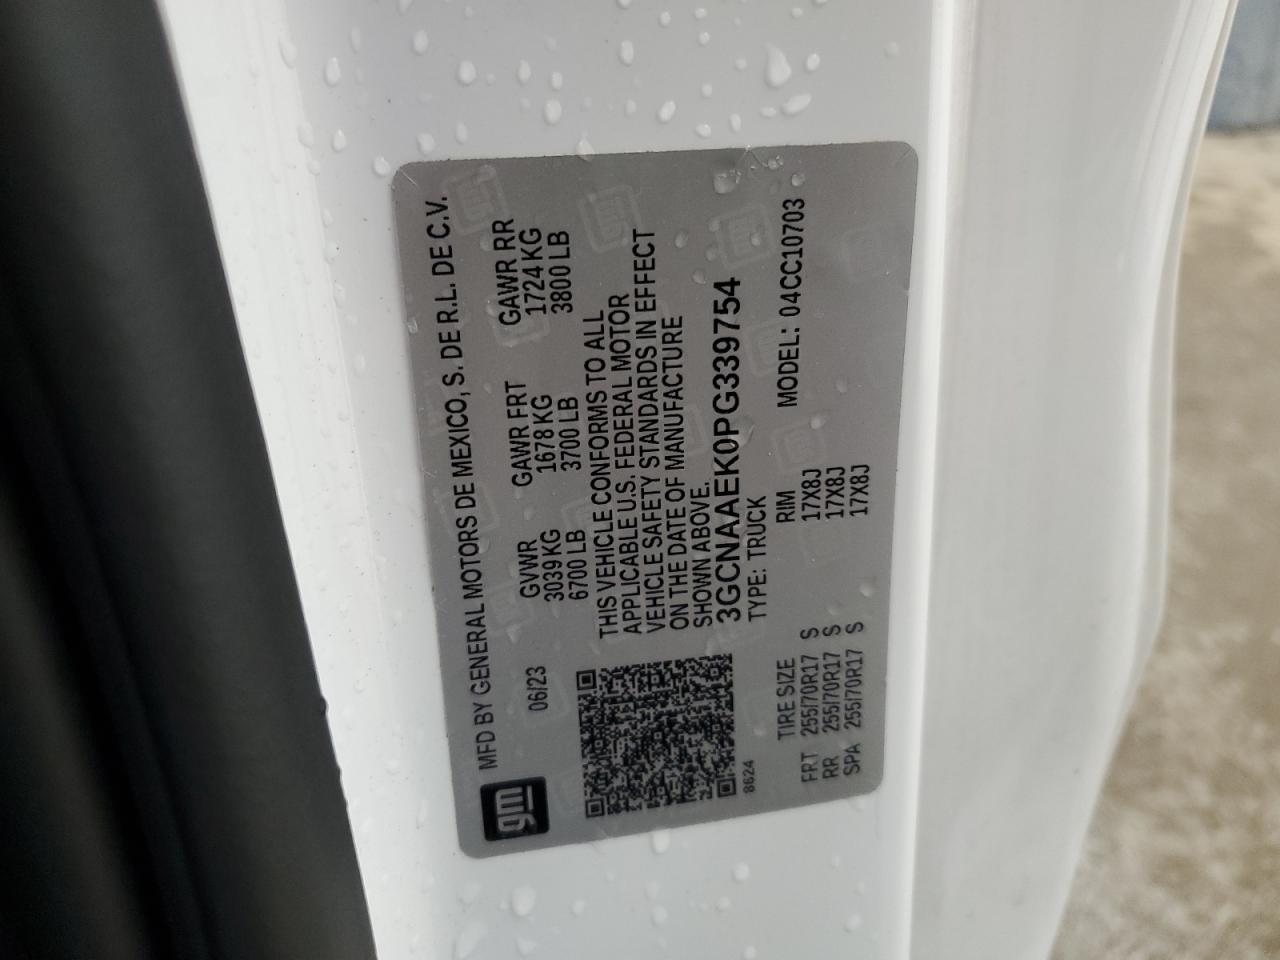 gm
MFD BY GENERAL MOTORS DE MEXICO, S. DE R.L. DE C.V.
06/23
GVWR GAWR FRT GAWR RR
3039 KG 1678 KG 1724 KG
6700 LB 3700 LB 3800 LB
THIS VEHICLE CONFORMS TO ALL
APPLICABLE U.S. FEDERAL MOTOR
VEHICLE SAFETY STANDARDS IN EFFECT
ON THE DATE OF MANUFACTURE
SHOWN ABOVE.
3GCNAAEK0PG339754
TYPE: TRUCK MODEL: 04CC10703
8624
TIRE SIZE RIM
FRT 255/70R17 S 17X8J
RR 255/70R17 S 17X8J
SPA 255/70R17 S 17X8J